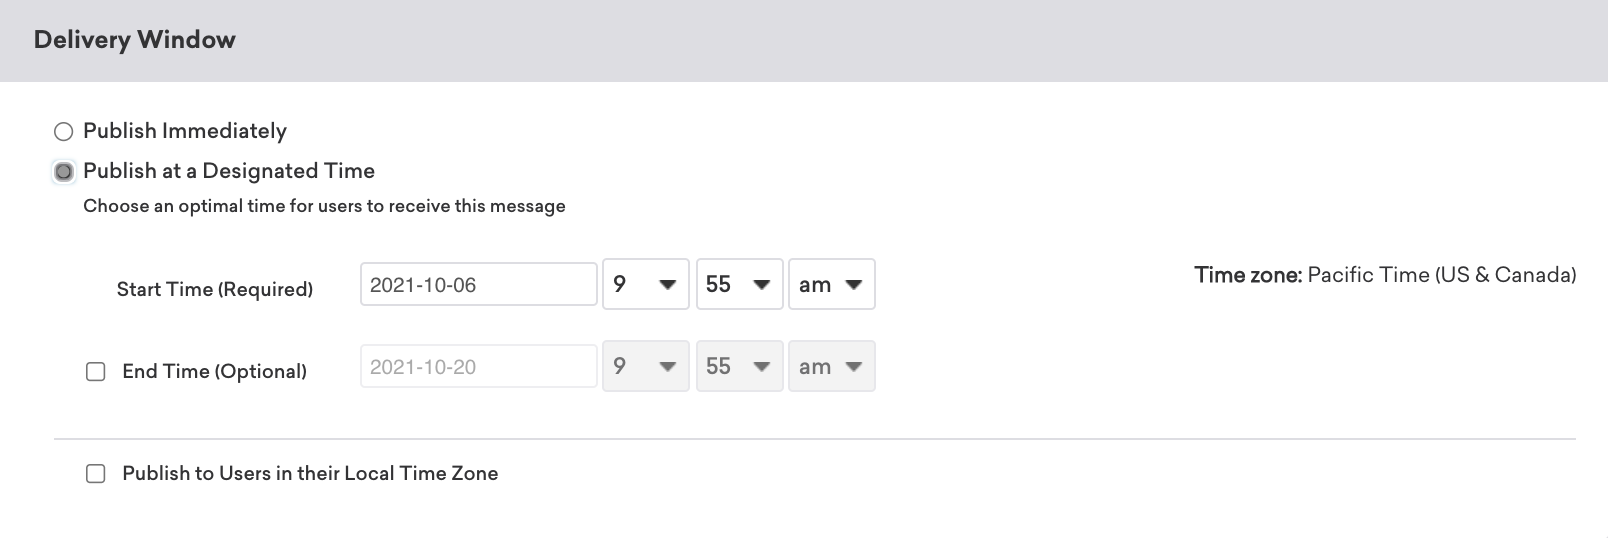 Delivery Window
Publish Immediately
Publish at a Designated Time
Choose an optimal time for users to receive this message
Start Time (Required) 2021-10-06 9 55 am Time zone: Pacific Time (US & Canada)
End Time (Optional) 2021-10-20 9 55 am
Publish to Users in their Local Time Zone